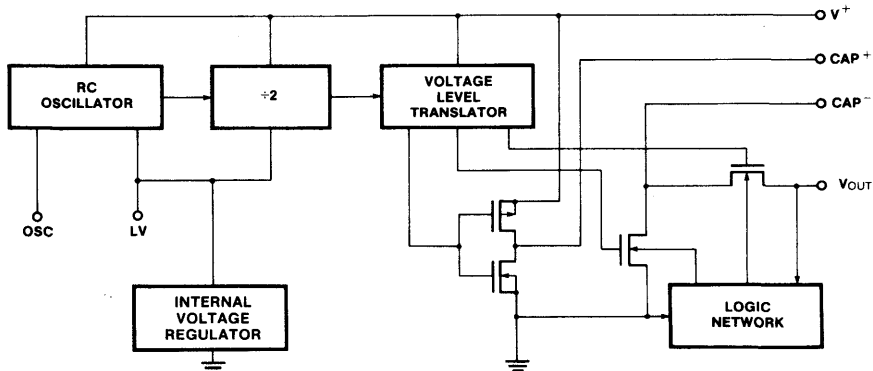 V+
CAP+
CAP−
VOUT
RC
OSCILLATOR
÷2
VOLTAGE
LEVEL
TRANSLATOR
OSC
LV
INTERNAL
VOLTAGE
REGULATOR
LOGIC
NETWORK